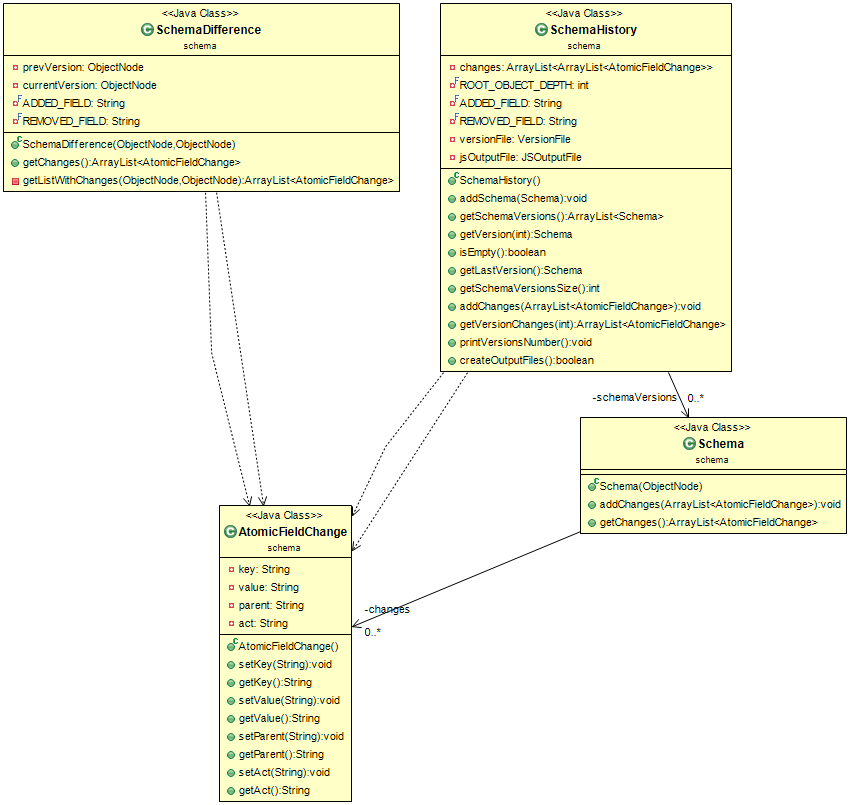 <<Java Class>>
SchemaDifference
schema
prevVersion: ObjectNode
currentVersion: ObjectNode
ADDED_FIELD: String
REMOVED_FIELD: String
SchemaDifference(ObjectNode,ObjectNode)
getChanges():ArrayList<AtomicFieldChange>
getListWithChanges(ObjectNode,ObjectNode):ArrayList<AtomicFieldChange>
<<Java Class>>
SchemaHistory
schema
changes: ArrayList<ArrayList<AtomicFieldChange>>
ROOT_OBJECT_DEPTH: int
ADDED_FIELD: String
REMOVED_FIELD: String
versionFile: VersionFile
jsOutputFile: JSOutputFile
SchemaHistory()
addSchema(Schema):void
getSchemaVersions():ArrayList<Schema>
getVersion(int):Schema
isEmpty():boolean
getLastVersion():Schema
getSchemaVersionsSize():int
addChanges(ArrayList<AtomicFieldChange>):void
getVersionChanges(int):ArrayList<AtomicFieldChange>
printVersionsNumber():void
createOutputFiles():boolean
-schemaVersions 0..*
<<Java Class>>
Schema
schema
Schema(ObjectNode)
addChanges(ArrayList<AtomicFieldChange>):void
getChanges():ArrayList<AtomicFieldChange>
-changes
0..*
<<Java Class>>
AtomicFieldChange
schema
key: String
value: String
parent: String
act: String
AtomicFieldChange()
setKey(String):void
getKey():String
setValue(String):void
getValue():String
setParent(String):void
getParent():String
setAct(String):void
getAct():String